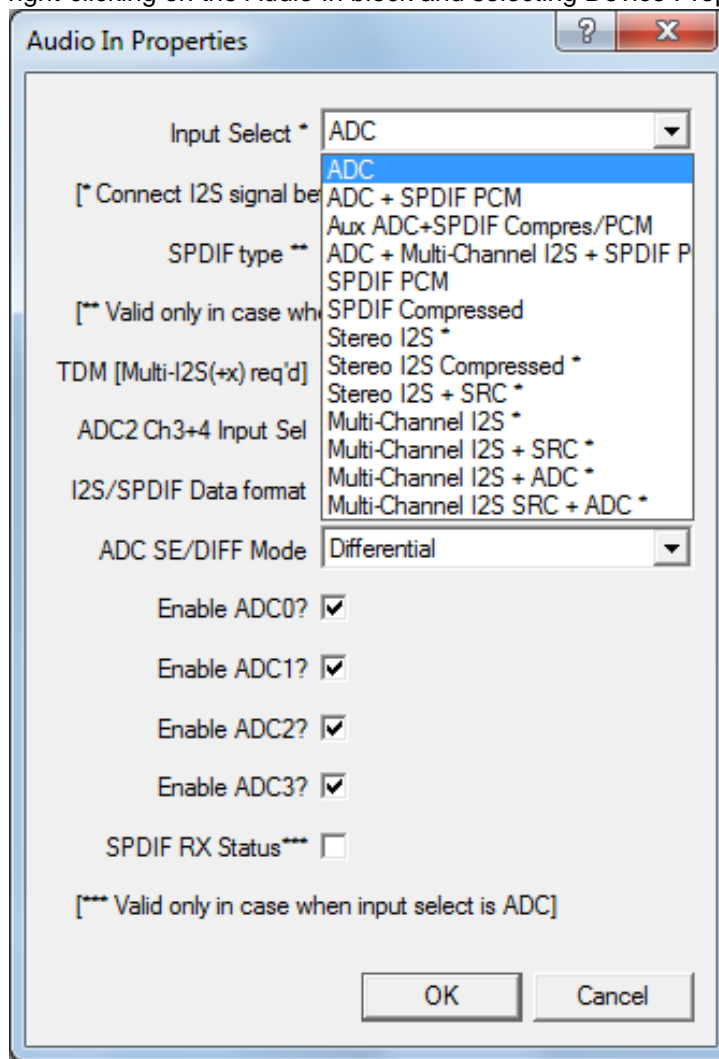 right-clicking on the Audio In block and selecting Device Prop
Audio In Properties
Input Select * ADC
ADC
[* Connect I2S signal be ADC + SPDIF PCM
Aux ADC+SPDIF Compres/PCM
SPDIF type ** ADC + Multi-Channel I2S + SPDIF P
SPDIF PCM
[** Valid only in case whe SPDIF Compressed
Stereo I2S *
TDM [Multi-I2S(+x) req'd] Stereo I2S Compressed *
Stereo I2S + SRC *
ADC2 Ch3+4 Input Sel Multi-Channel I2S *
Multi-Channel I2S + SRC *
I2S/SPDIF Data format Multi-Channel I2S + ADC *
Multi-Channel I2S SRC + ADC *
ADC SE/DIFF Mode Differential
Enable ADC0?
Enable ADC1?
Enable ADC2?
Enable ADC3?
SPDIF RX Status***
[*** Valid only in case when input select is ADC]
OK Cancel